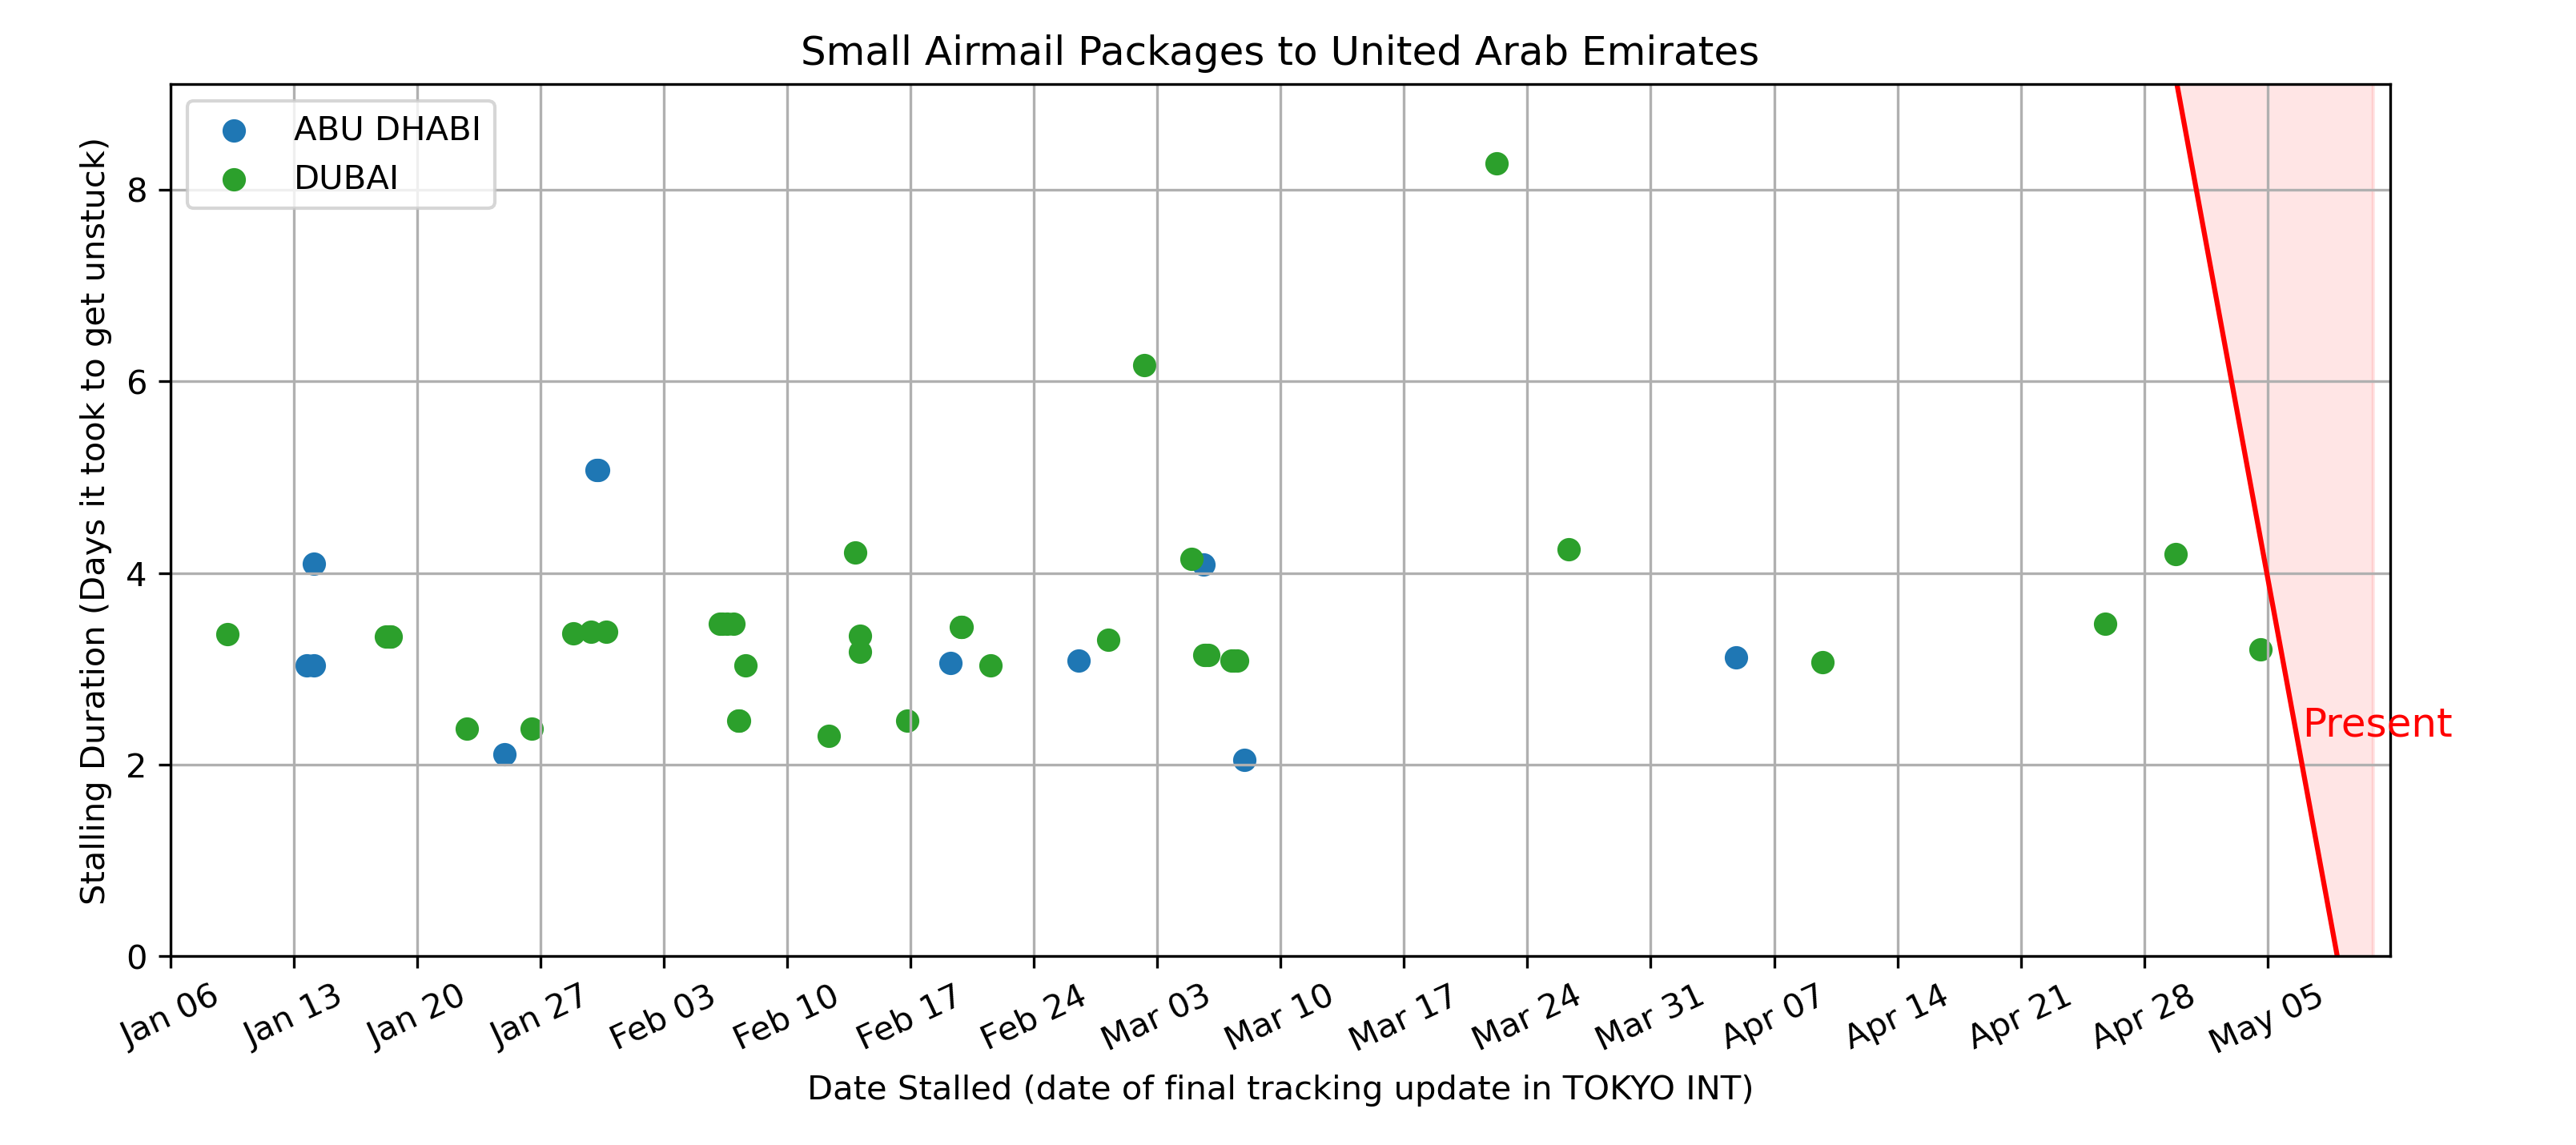 Small Airmail Packages to United Arab Emirates
ABU DHABI
DUBAI
Stalling Duration (Days it took to get unstuck)
8
6
4
2
0
Present
Jan 06
Jan 13
Jan 20
Jan 27
Feb 03
Feb 10
Feb 17
Feb 24
Mar 03
Mar 10
Mar 17
Mar 24
Mar 31
Apr 07
Apr 14
Apr 21
Apr 28
May 05
Date Stalled (date of final tracking update in TOKYO INT)